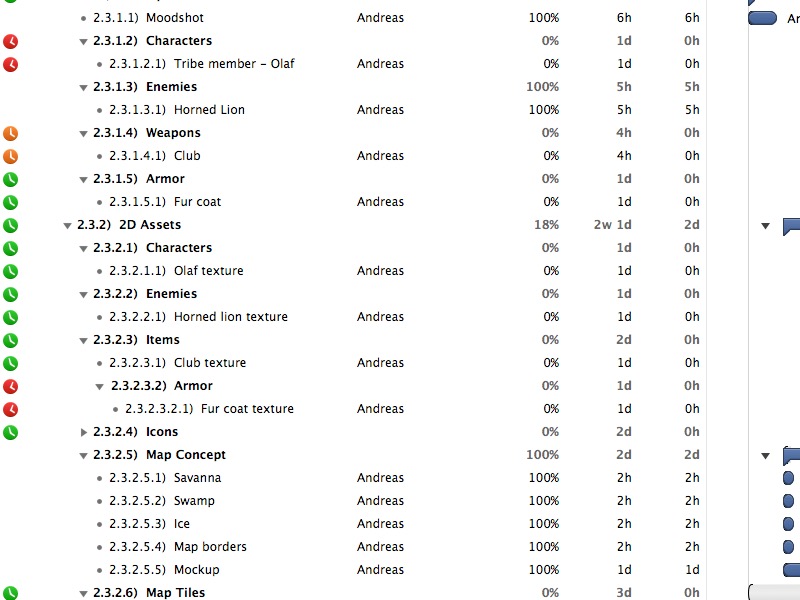 2.3.1.1) Moodshot Andreas 100% 6h 6h Ar
2.3.1.2) Characters 0% 1d 0h
2.3.1.2.1) Tribe member – Olaf Andreas 0% 1d 0h
2.3.1.3) Enemies 100% 5h 5h
2.3.1.3.1) Horned Lion Andreas 100% 5h 5h
2.3.1.4) Weapons 0% 4h 0h
2.3.1.4.1) Club Andreas 0% 4h 0h
2.3.1.5) Armor 0% 1d 0h
2.3.1.5.1) Fur coat Andreas 0% 1d 0h
2.3.2) 2D Assets 18% 2w 1d 2d
2.3.2.1) Characters 0% 1d 0h
2.3.2.1.1) Olaf texture Andreas 0% 1d 0h
2.3.2.2) Enemies 0% 1d 0h
2.3.2.2.1) Horned lion texture Andreas 0% 1d 0h
2.3.2.3) Items 0% 2d 0h
2.3.2.3.1) Club texture Andreas 0% 1d 0h
2.3.2.3.2) Armor 0% 1d 0h
2.3.2.3.2.1) Fur coat texture Andreas 0% 1d 0h
2.3.2.4) Icons 0% 2d 0h
2.3.2.5) Map Concept 100% 2d 2d
2.3.2.5.1) Savanna Andreas 100% 2h 2h
2.3.2.5.2) Swamp Andreas 100% 2h 2h
2.3.2.5.3) Ice Andreas 100% 2h 2h
2.3.2.5.4) Map borders Andreas 100% 2h 2h
2.3.2.5.5) Mockup Andreas 100% 1d 1d
2.3.2.6) Map Tiles 0% 3d 0h